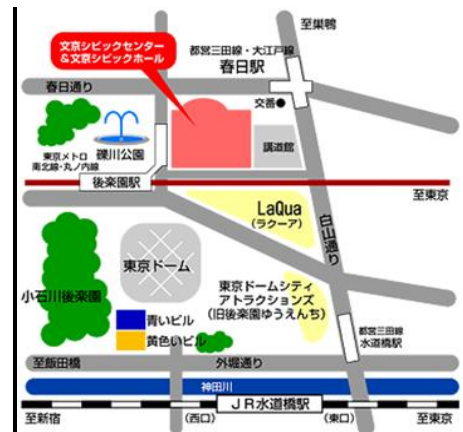 至巣鴨
文京シビックセンター
&文京シビックホール
都営三田線・大江戸線
春日駅
春日通り
交番
東京メトロ
南北線・丸ノ内線
礫川公園
講道館
後楽園駅
至東京
LaQua
(ラクーア)
白山通り
東京ドーム
小石川後楽園
東京ドームシティ
アトラクションズ
(旧後楽園ゆうえんち)
青いビル
黄色いビル
都営三田線
水道橋駅
至飯田橋
外堀通り
神田川
至新宿
(西口)
JR水道橋駅
(東口)
至東京